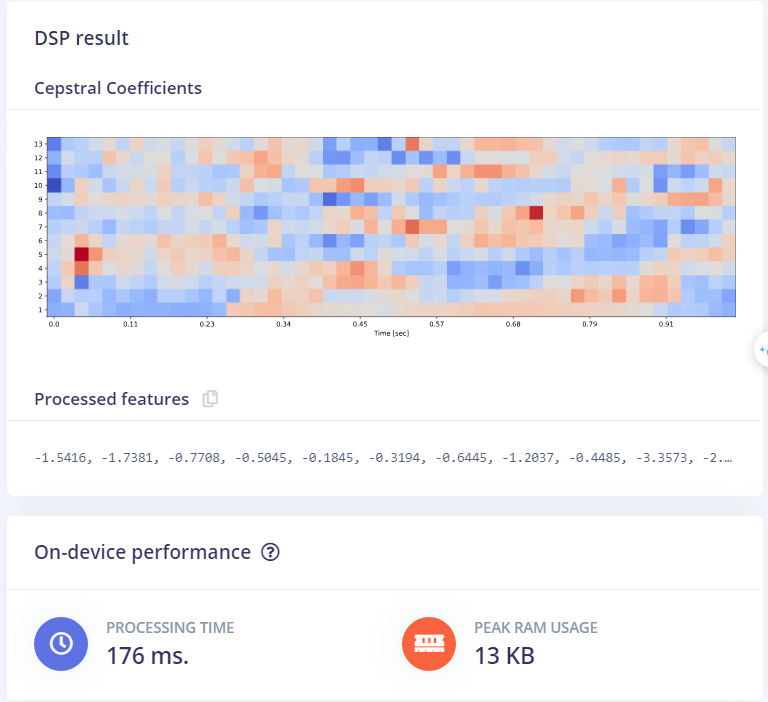 DSP result
Cepstral Coefficients
13
12
11
10
9
8
7
6
5
4
3
2
1
0.0 0.11 0.23 0.34 0.45 0.57 0.68 0.79 0.91
Time [sec]
Processed features
-1.5416, -1.7381, -0.7708, -0.5045, -0.1845, -0.3194, -0.6445, -1.2037, -0.4485, -3.3573, -2.…
On-device performance ?
PROCESSING TIME
176 ms.
PEAK RAM USAGE
13 KB